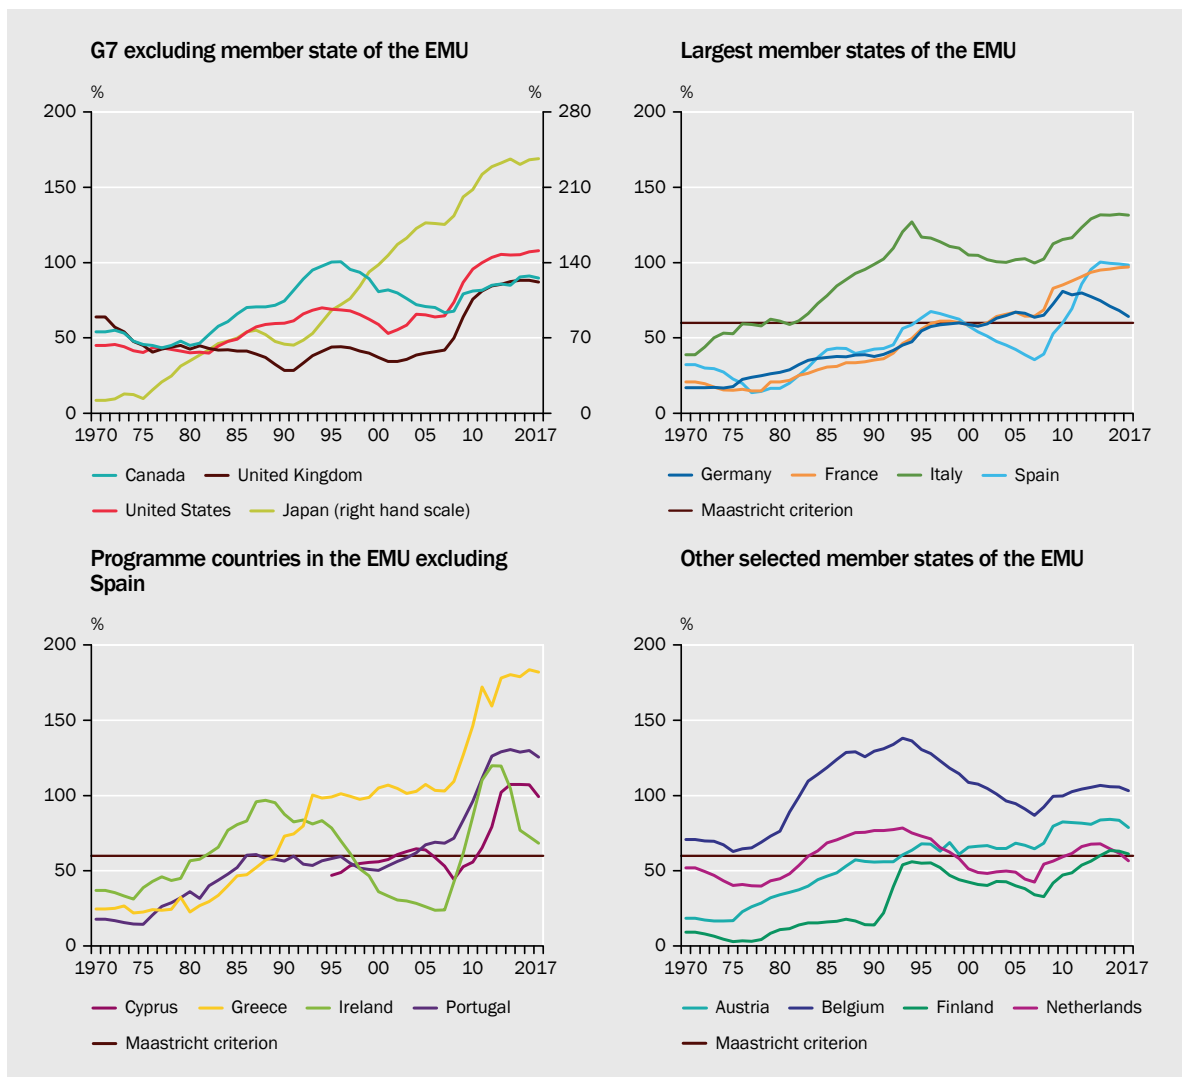 G7 excluding member state of the EMU
% %
200 280
150 210
100 140
50 70
0 0
1970 75 80 85 90 95 00 05 10 2017
Canada United Kingdom
United States Japan (right hand scale)
Largest member states of the EMU
%
200
150
100
50
0
1970 75 80 85 90 95 00 05 10 2017
Germany France Italy Spain
Maastricht criterion
Programme countries in the EMU excluding
Spain
%
200
150
100
50
0
1970 75 80 85 90 95 00 05 10 2017
Cyprus Greece Ireland Portugal
Maastricht criterion
Other selected member states of the EMU
%
200
150
100
50
0
1970 75 80 85 90 95 00 05 10 2017
Austria Belgium Finland Netherlands
Maastricht criterion